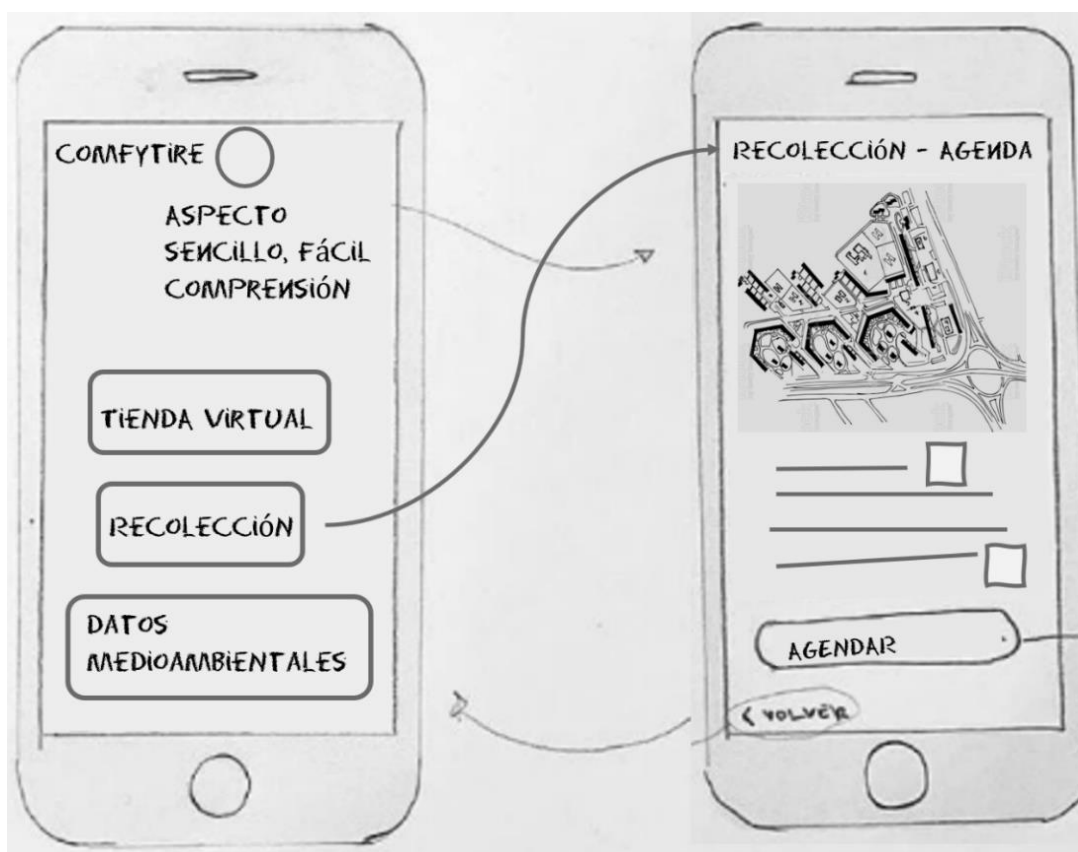 COMFYTIRE
ASPECTO
SENCILLO, FÁCIL
COMPRENSIÓN
TIENDA VIRTUAL
RECOLECCIÓN
DATOS
MEDIOAMBIENTALES
RECOLECCIÓN - AGENDA
AGENDAR
< VOLVER